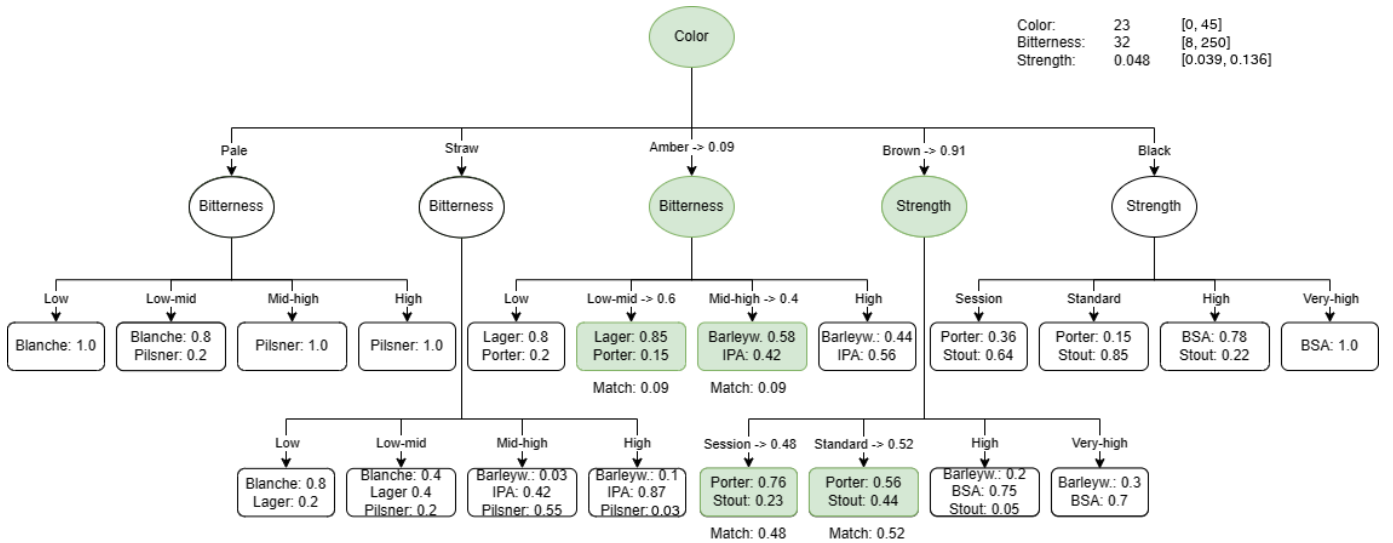 Color
Color: 23 [0, 45]
Bitterness: 32 [8, 250]
Strength: 0.048 [0.039, 0.136]
Pale
Straw
Amber -> 0.09
Brown -> 0.91
Black
Bitterness
Bitterness
Bitterness
Strength
Strength
Low
Low-mid
Mid-high
High
Low
Low-mid -> 0.6
Mid-high -> 0.4
High
Session
Standard
High
Very-high
Blanche: 1.0
Blanche: 0.8
Pilsner: 0.2
Pilsner: 1.0
Pilsner: 1.0
Lager: 0.8
Porter: 0.2
Lager: 0.85
Porter: 0.15
Barleyw.: 0.58
IPA: 0.42
Barleyw.: 0.44
IPA: 0.56
Porter: 0.36
Stout: 0.64
Porter: 0.15
Stout: 0.85
BSA: 0.78
Stout: 0.22
BSA: 1.0
Match: 0.09
Match: 0.09
Low
Low-mid
Mid-high
High
Session -> 0.48
Standard -> 0.52
High
Very-high
Blanche: 0.8
Lager: 0.2
Blanche: 0.4
Lager 0.4
Pilsner: 0.2
Barleyw.: 0.03
IPA: 0.42
Pilsner: 0.55
Barleyw.: 0.1
IPA: 0.87
Pilsner: 0.03
Porter: 0.76
Stout: 0.23
Porter: 0.56
Stout: 0.44
Barleyw.: 0.2
BSA: 0.75
Stout: 0.05
Barleyw.: 0.3
BSA: 0.7
Match: 0.48
Match: 0.52